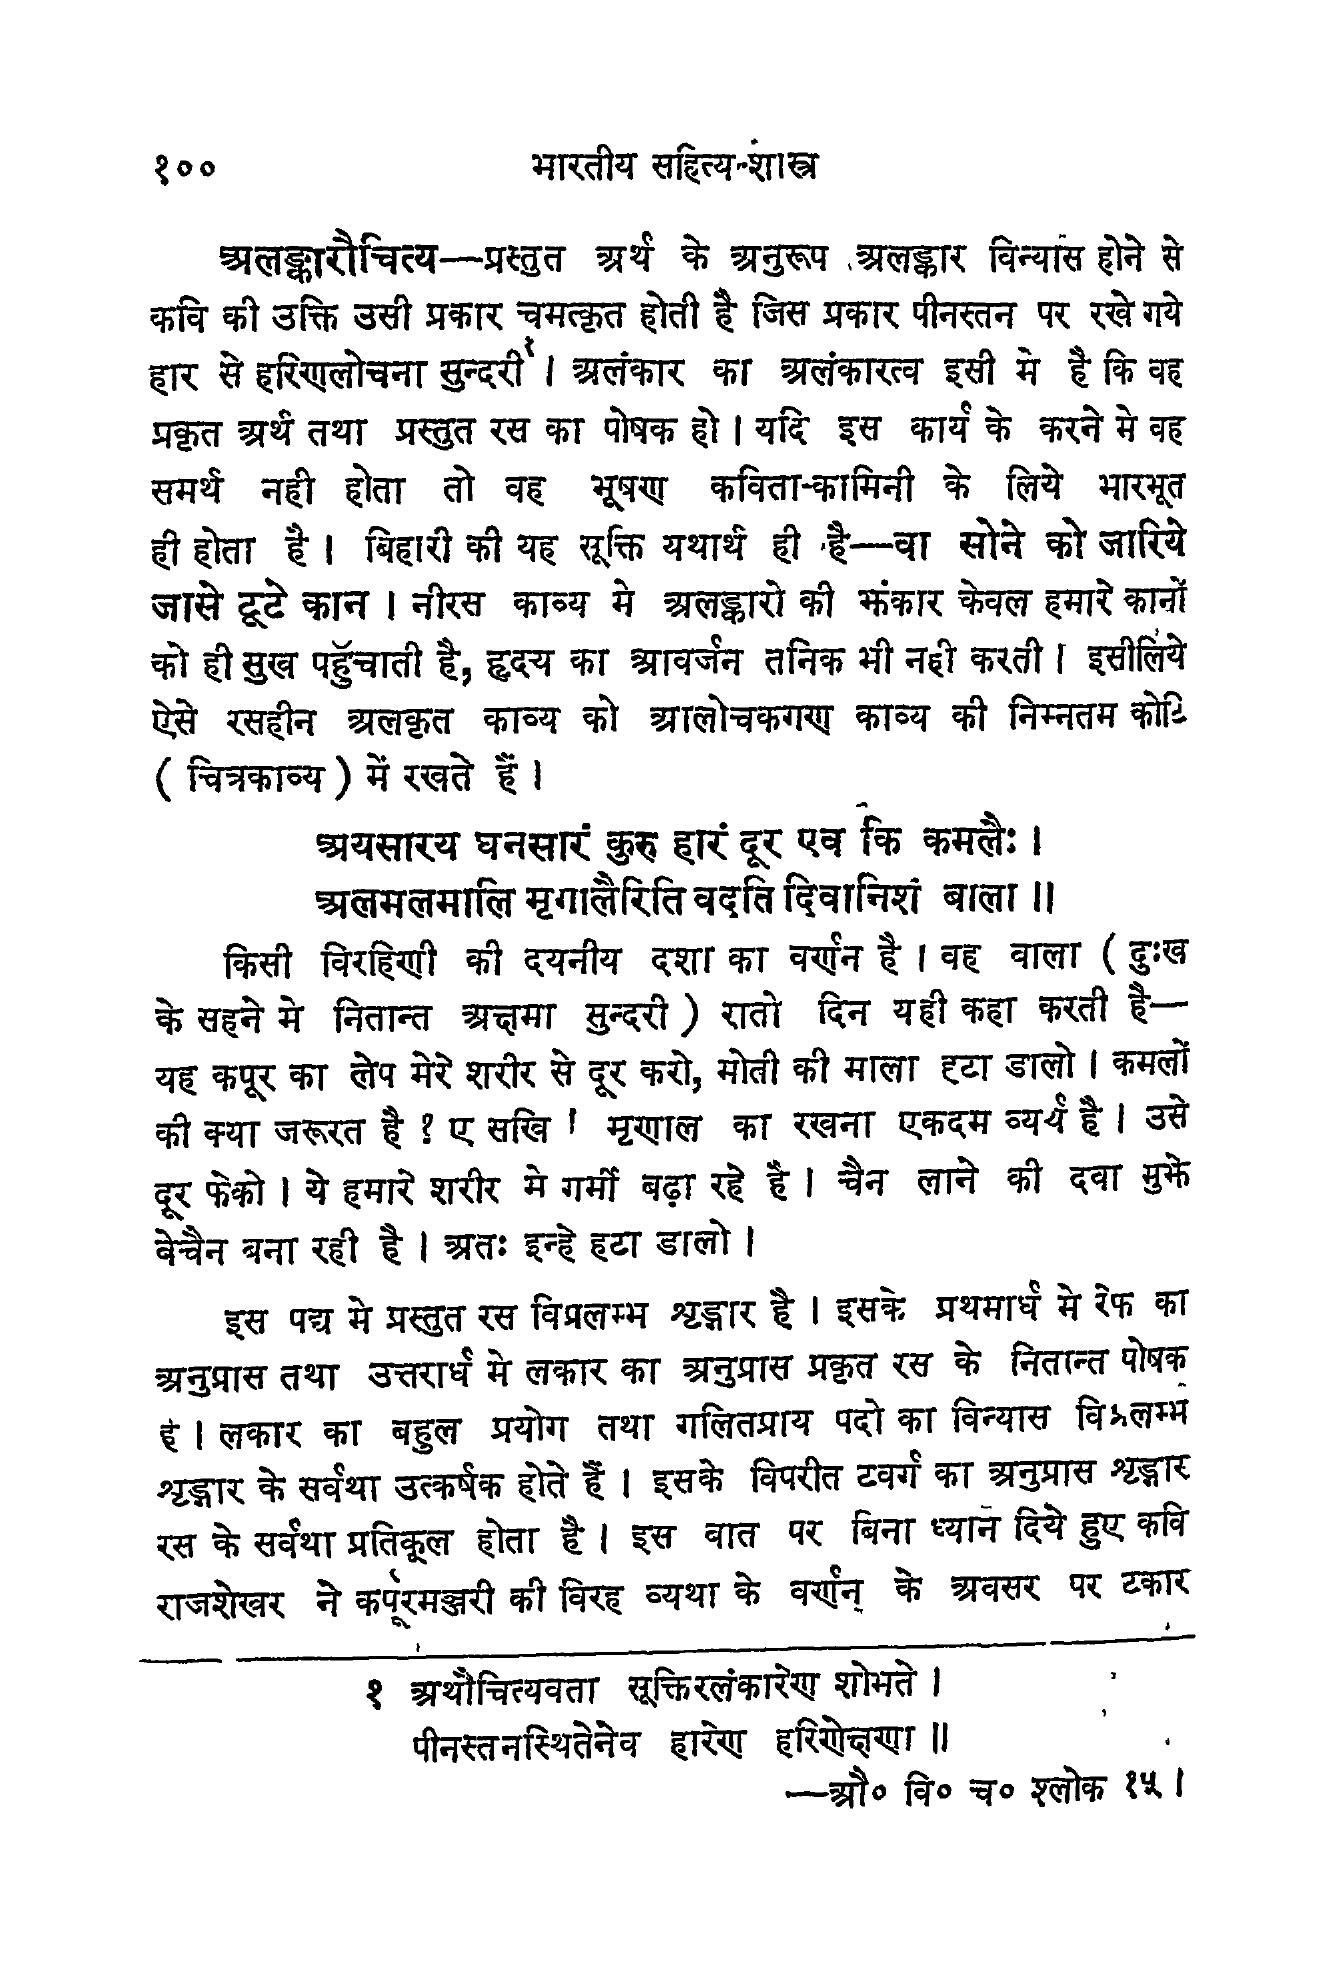 १०० भारतीय सहित्य-शास्त्र
अलङ्कारौचित्य—प्रस्तुत अर्थ के अनुरूप अलङ्कार विन्यास होने से
कवि की उक्ति उसी प्रकार चमत्कृत होती है जिस प्रकार पीनस्तन पर रखे गये
हार से हरिणलोचना सुन्दरी१ । अलंकार का अलंकारत्व इसी मे है कि वह
प्रकृत अर्थ तथा प्रस्तुत रस का पोषक हो । यदि इस कार्य के करने मे वह
समर्थ नही होता तो वह भूषण कविता-कामिनी के लिये भारभूत
ही होता है । बिहारी की यह सूक्ति यथार्थ ही है—वा सोने को जारिये
जासे टूटे कान । नीरस काव्य मे अलङ्कारो की झंकार केवल हमारे कानों
को ही सुख पहुँचाती है, हृदय का आवर्जन तनिक भी नही करती । इसीलिये
ऐसे रसहीन अलकृत काव्य को आलोचकगण काव्य की निम्नतम कोटि
( चित्रकाव्य ) में रखते हैं ।
अयसारय घनसारं कुरु हारं दूर एव कि कमलैः ।
अलमलमालि मृगालैरिति वदति दिवानिशं बाला ॥
किसी विरहिणी की दयनीय दशा का वर्णन है । वह वाला ( दुःख
के सहने मे नितान्त अक्षमा सुन्दरी ) रातो दिन यही कहा करती है—
यह कपूर का लेप मेरे शरीर से दूर करो, मोती की माला हटा डालो । कमलों
की क्या जरूरत है ? ए सखि ! मृणाल का रखना एकदम व्यर्थ है । उसे
दूर फेको । ये हमारे शरीर मे गर्मी बढ़ा रहे है । चैन लाने की दवा मुझे
बेचैन बना रही है । अतः इन्हे हटा डालो ।
इस पद्य मे प्रस्तुत रस विप्रलम्भ शृङ्गार है । इसके प्रथमार्ध मे रेफ का
अनुप्रास तथा उत्तरार्ध मे लकार का अनुप्रास प्रकृत रस के नितान्त पोषक
है । लकार का बहुल प्रयोग तथा गलितप्राय पदो का विन्यास विप्रलम्भ
शृङ्गार के सर्वथा उत्कर्षक होते हैं । इसके विपरीत टवर्ग का अनुप्रास शृङ्गार
रस के सर्वथा प्रतिकूल होता है । इस वात पर बिना ध्यान दिये हुए कवि
राजशेखर ने कर्पूरमञ्जरी की विरह व्यथा के वर्णन के अवसर पर टकार
१ अर्थौचित्यवता सूक्तिरलंकारेण शोभते ।
पीनस्तनस्थितेनेव हारेण हरिणेक्षणा ॥
—औ० वि० च० श्लोक १५ ।